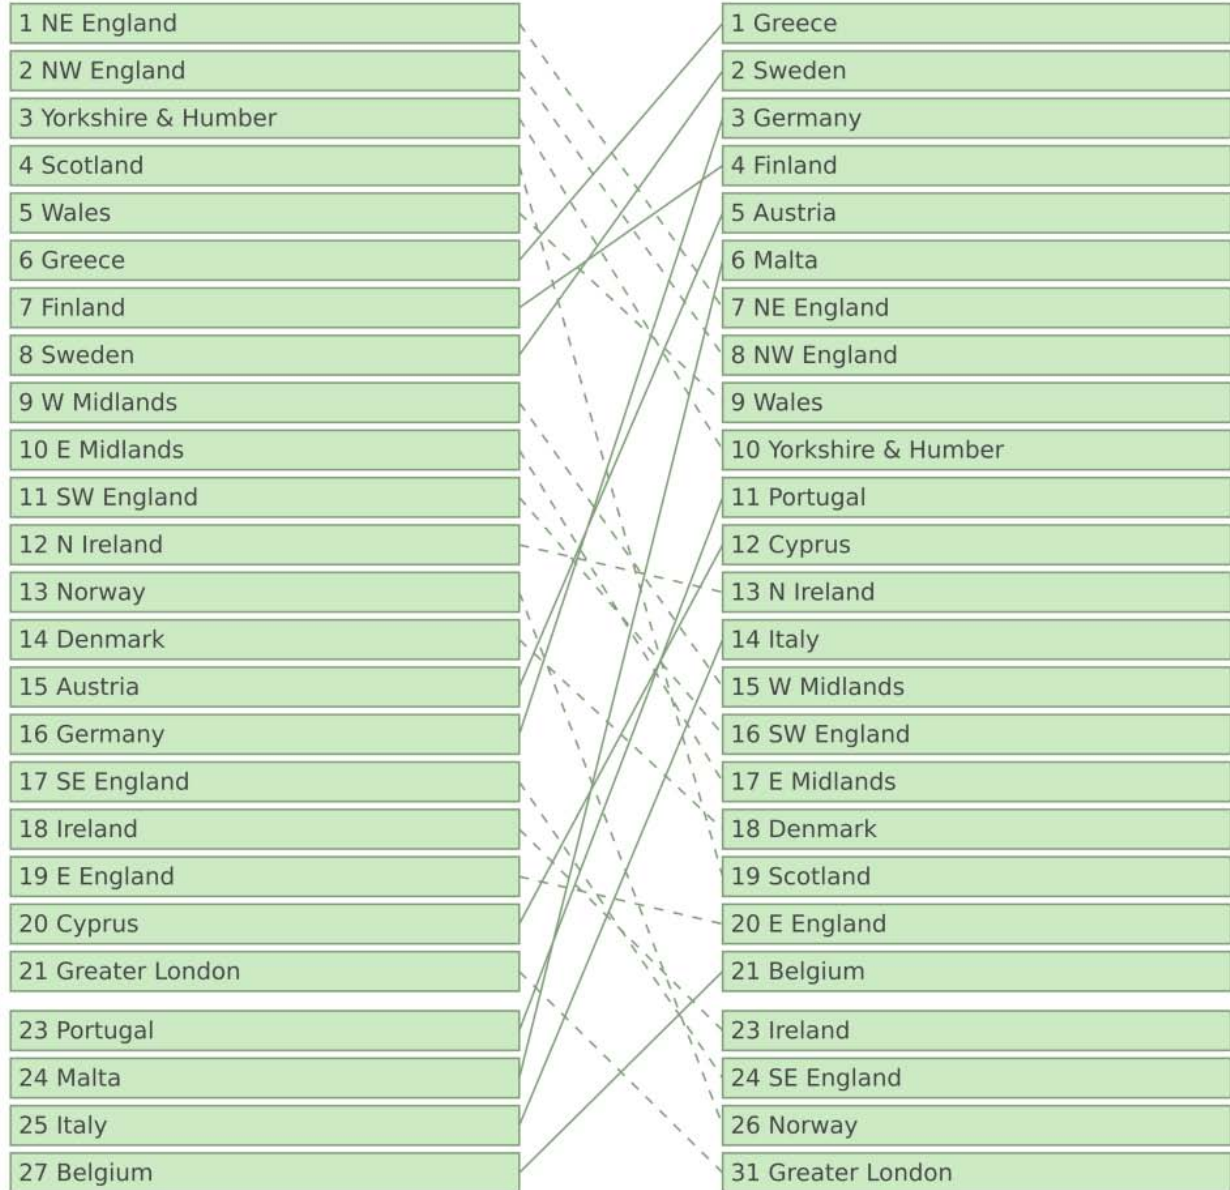 1 NE England
2 NW England
3 Yorkshire & Humber
4 Scotland
5 Wales
6 Greece
7 Finland
8 Sweden
9 W Midlands
10 E Midlands
11 SW England
12 N Ireland
13 Norway
14 Denmark
15 Austria
16 Germany
17 SE England
18 Ireland
19 E England
20 Cyprus
21 Greater London
23 Portugal
24 Malta
25 Italy
27 Belgium
1 Greece
2 Sweden
3 Germany
4 Finland
5 Austria
6 Malta
7 NE England
8 NW England
9 Wales
10 Yorkshire & Humber
11 Portugal
12 Cyprus
13 N Ireland
14 Italy
15 W Midlands
16 SW England
17 E Midlands
18 Denmark
19 Scotland
20 E England
21 Belgium
23 Ireland
24 SE England
26 Norway
31 Greater London